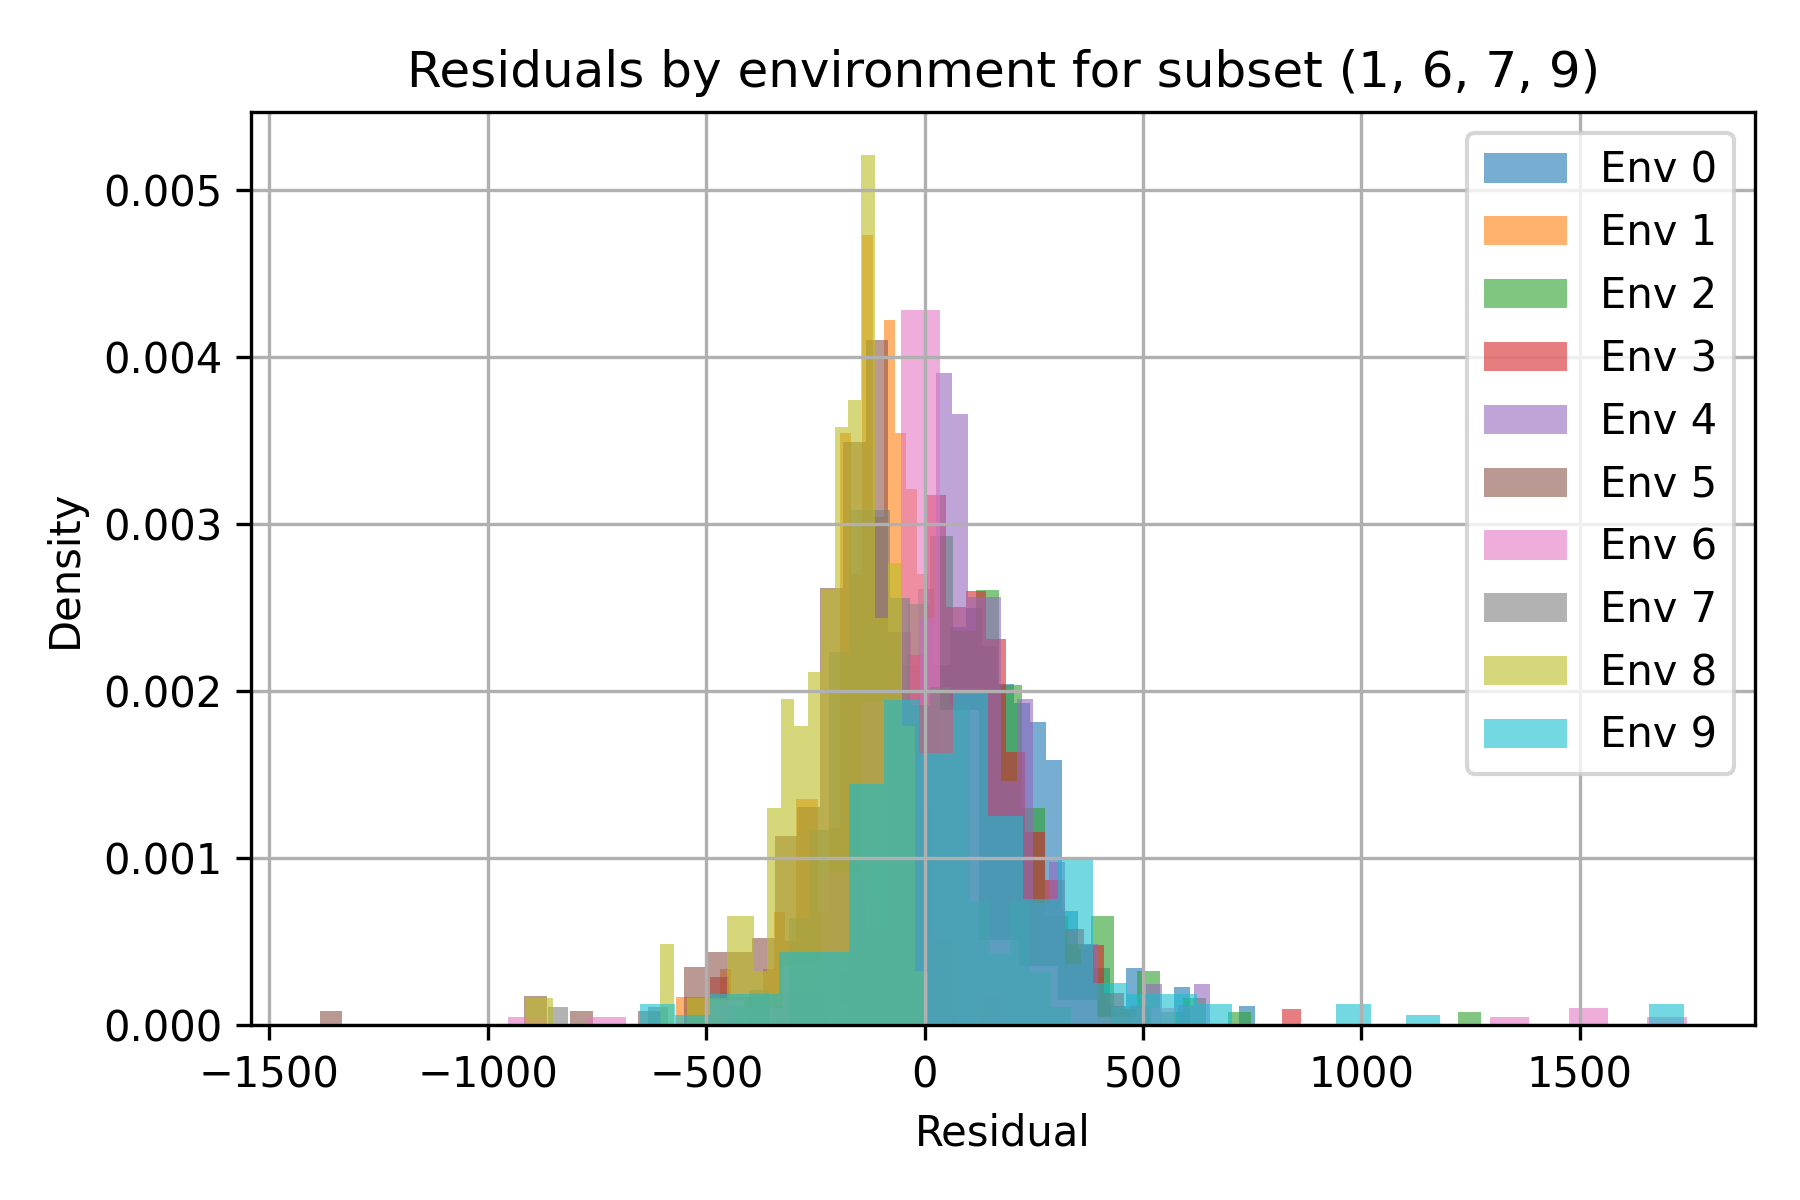 Residuals by environment for subset (1, 6, 7, 9)
Density
0.005
0.004
0.003
0.002
0.001
0.000
−1500 −1000 −500 0 500 1000 1500
Residual
Env 0
Env 1
Env 2
Env 3
Env 4
Env 5
Env 6
Env 7
Env 8
Env 9